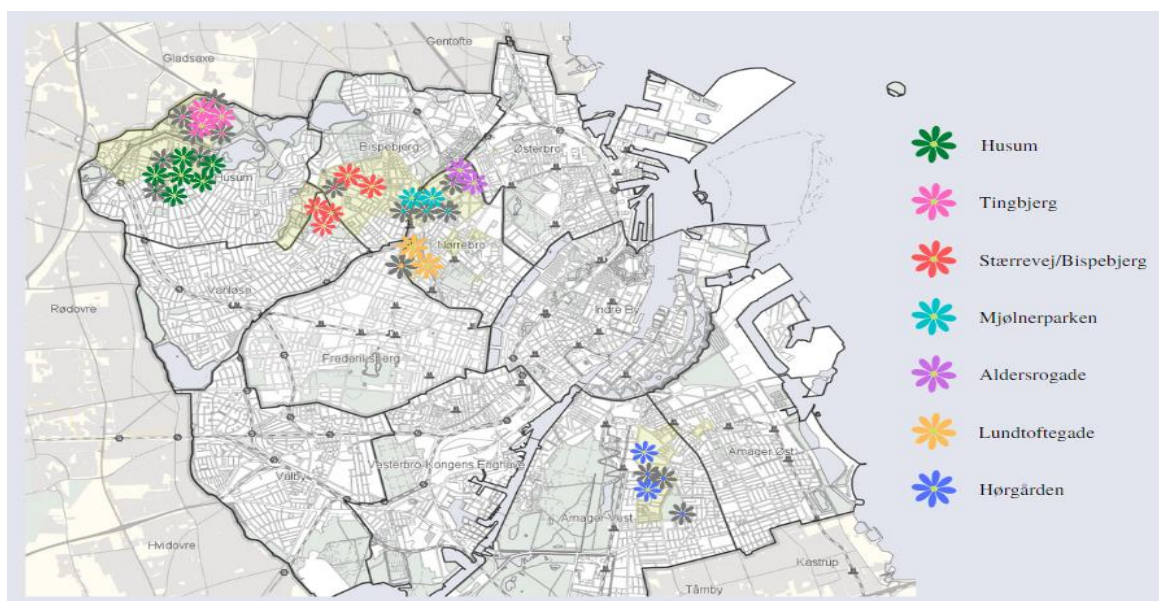 Gentofte
Gladsaxe
Bispebjerg
Østerbro
Husum
Nørrebro
Vanløse
Rødovre
Indre By
Frederiksberg
Amager Øst
Vesterbro-Kongens Enghave
Valby
Amager Vest
Hvidovre
Kastrup
Tårnby
Husum
Tingbjerg
Stærrevej/Bispebjerg
Mjølnerparken
Aldersrogade
Lundtoftegade
Hørgården